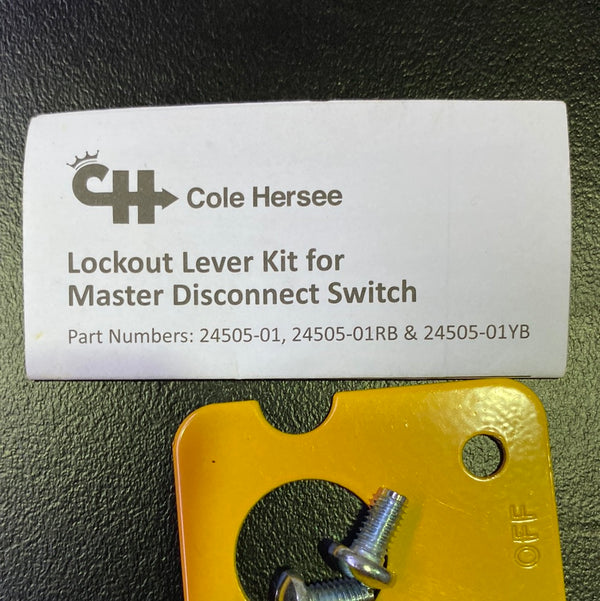 CH
Cole Hersee
Lockout Lever Kit for
Master Disconnect Switch
Part Numbers: 24505-01, 24505-01RB & 24505-01YB
OFF